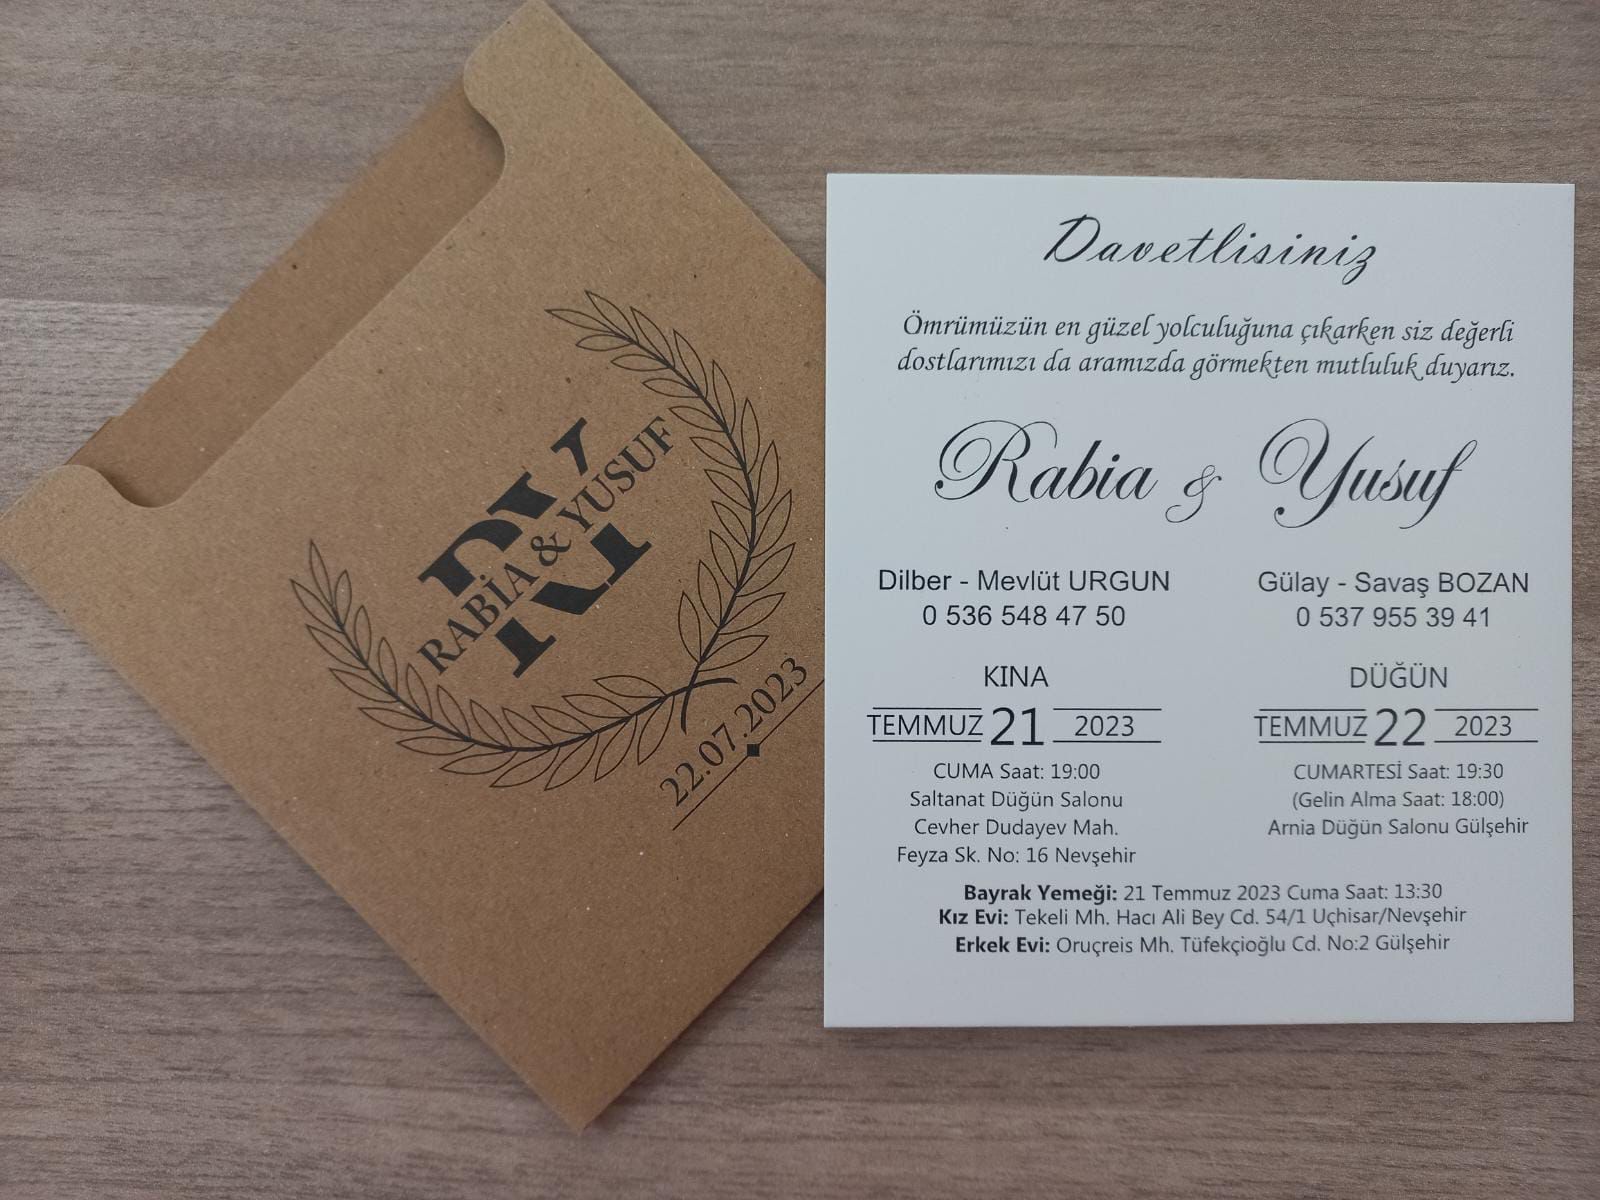 RY
RABİA & YUSUF
22.07.2023
Davetlisiniz
Ömrümüzün en güzel yolculuğuna çıkarken siz değerli
dostlarımızı da aramızda görmekten mutluluk duyarız.
Rabia & Yusuf
Dilber - Mevlüt URGUN
0 536 548 47 50
Gülay - Savaş BOZAN
0 537 955 39 41
KINA
TEMMUZ 21 2023
CUMA Saat: 19:00
Saltanat Düğün Salonu
Cevher Dudayev Mah.
Feyza Sk. No: 16 Nevşehir
DÜĞÜN
TEMMUZ 22 2023
CUMARTESİ Saat: 19:30
(Gelin Alma Saat: 18:00)
Arnia Düğün Salonu Gülşehir
Bayrak Yemeği: 21 Temmuz 2023 Cuma Saat: 13:30
Kız Evi: Tekeli Mh. Hacı Ali Bey Cd. 54/1 Uçhisar/Nevşehir
Erkek Evi: Oruçreis Mh. Tüfekçioğlu Cd. No:2 Gülşehir